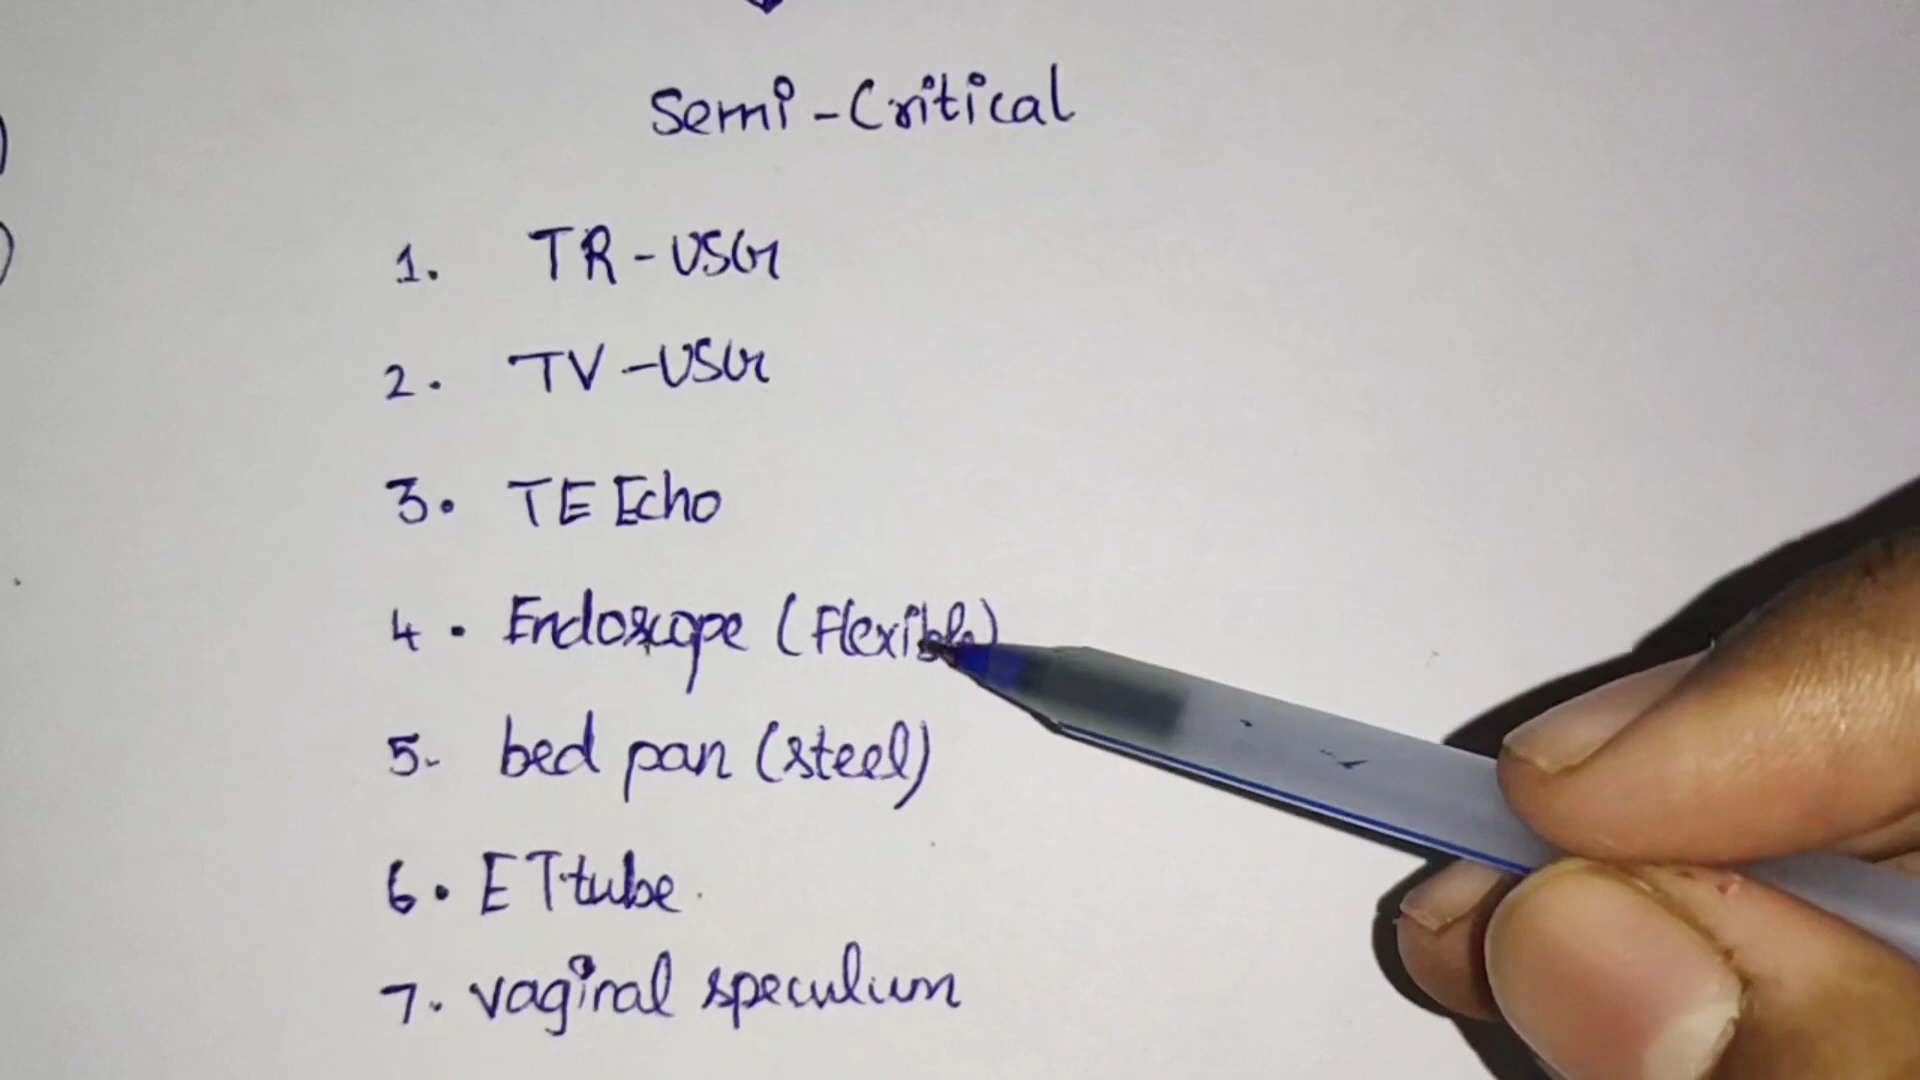 Semi-Critical
1. TR-USG
2. TV-USG
3. TE Echo
4. Endoscope (Flexible)
5. bed pan (steel)
6. ET tube.
7. vaginal speculum